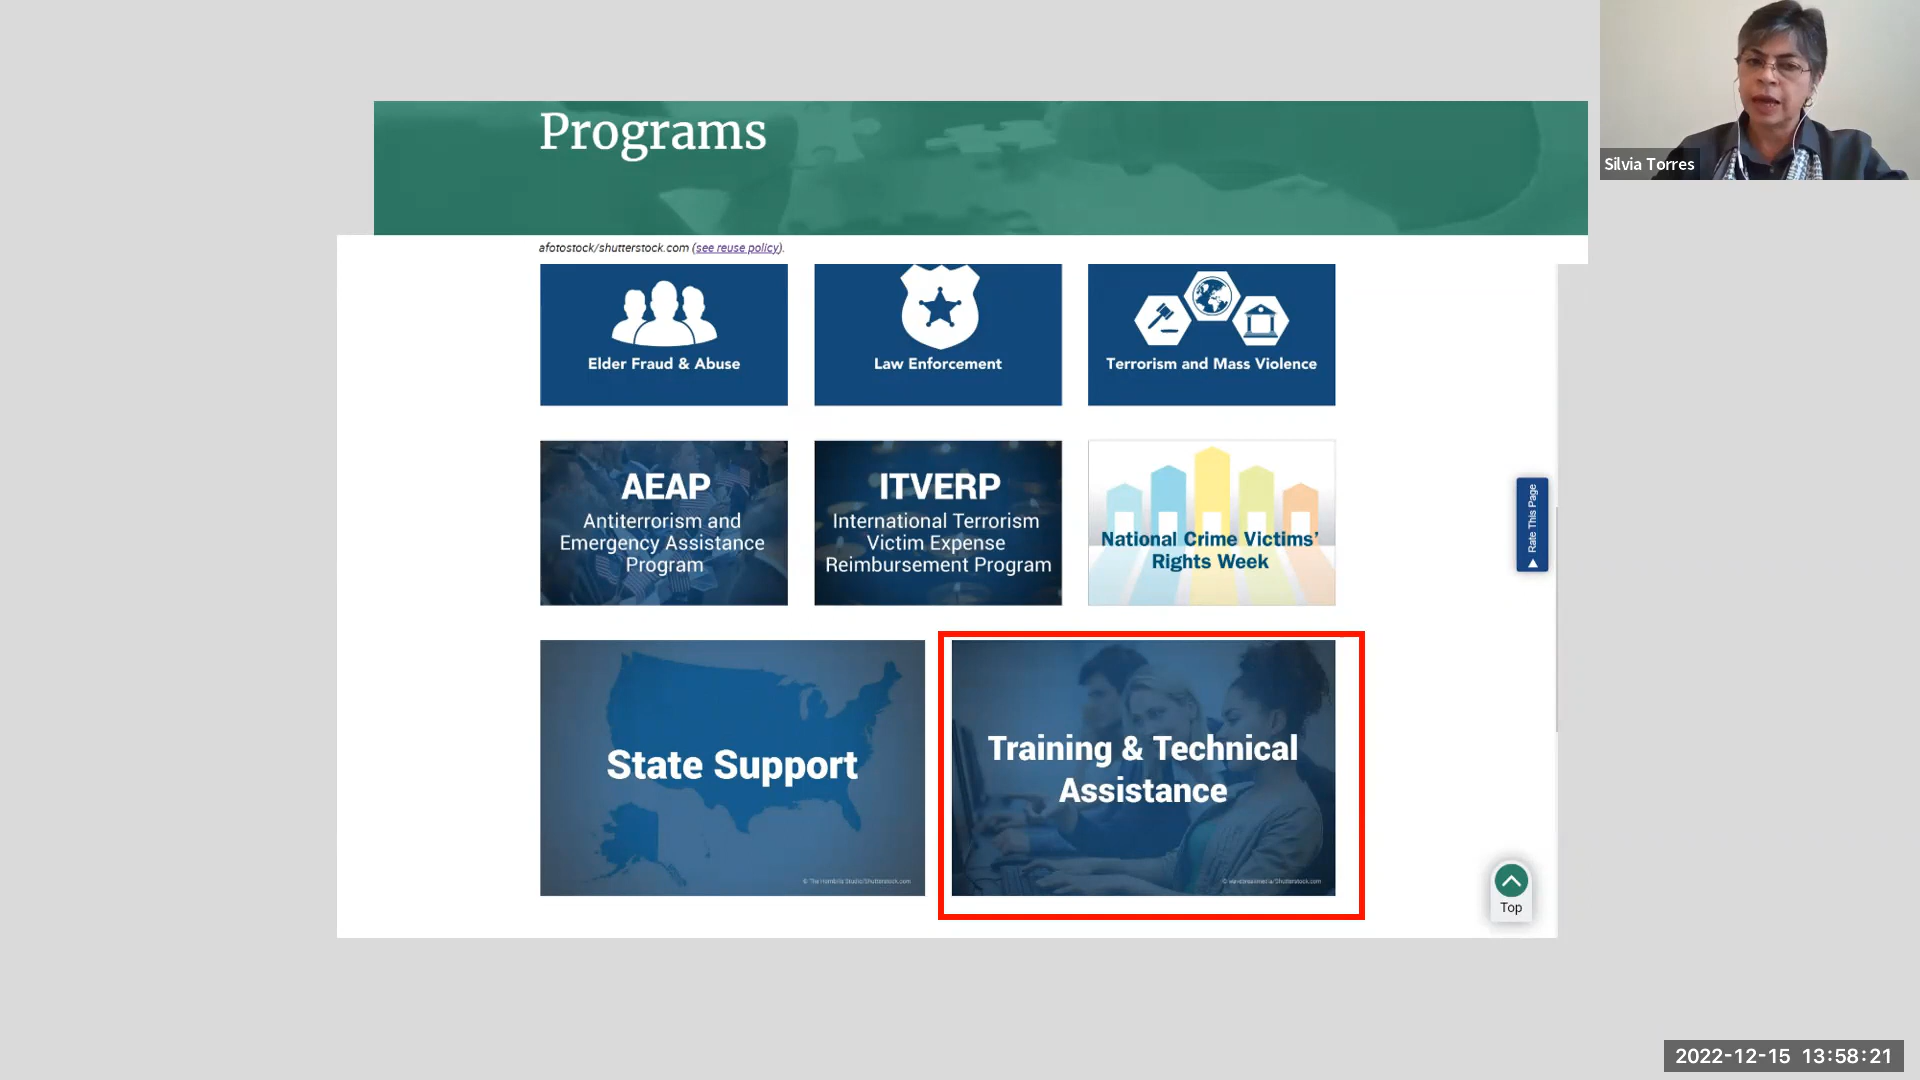 Programs
Silvia Torres
afotostock/shutterstock.com (see reuse policy).
Elder Fraud & Abuse
Law Enforcement
Terrorism and Mass Violence
AEAP
Antiterrorism and
Emergency Assistance
Program
ITVERP
International Terrorism
Victim Expense
Reimbursement Program
National Crime Victims'
Rights Week
Rate This Page
State Support
Training & Technical
Assistance
Top
2022-12-15 13:58:21